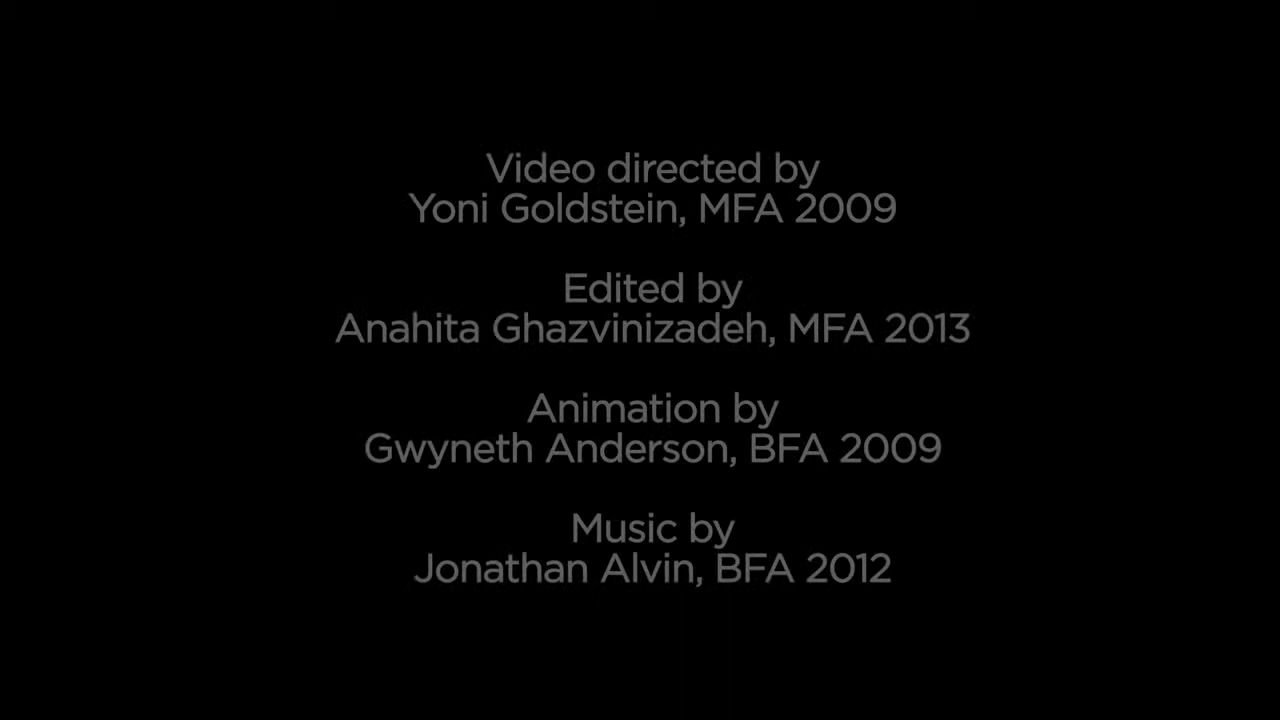 Video directed by
Yoni Goldstein, MFA 2009
Edited by
Anahita Ghazvinizadeh, MFA 2013
Animation by
Gwyneth Anderson, BFA 2009
Music by
Jonathan Alvin, BFA 2012